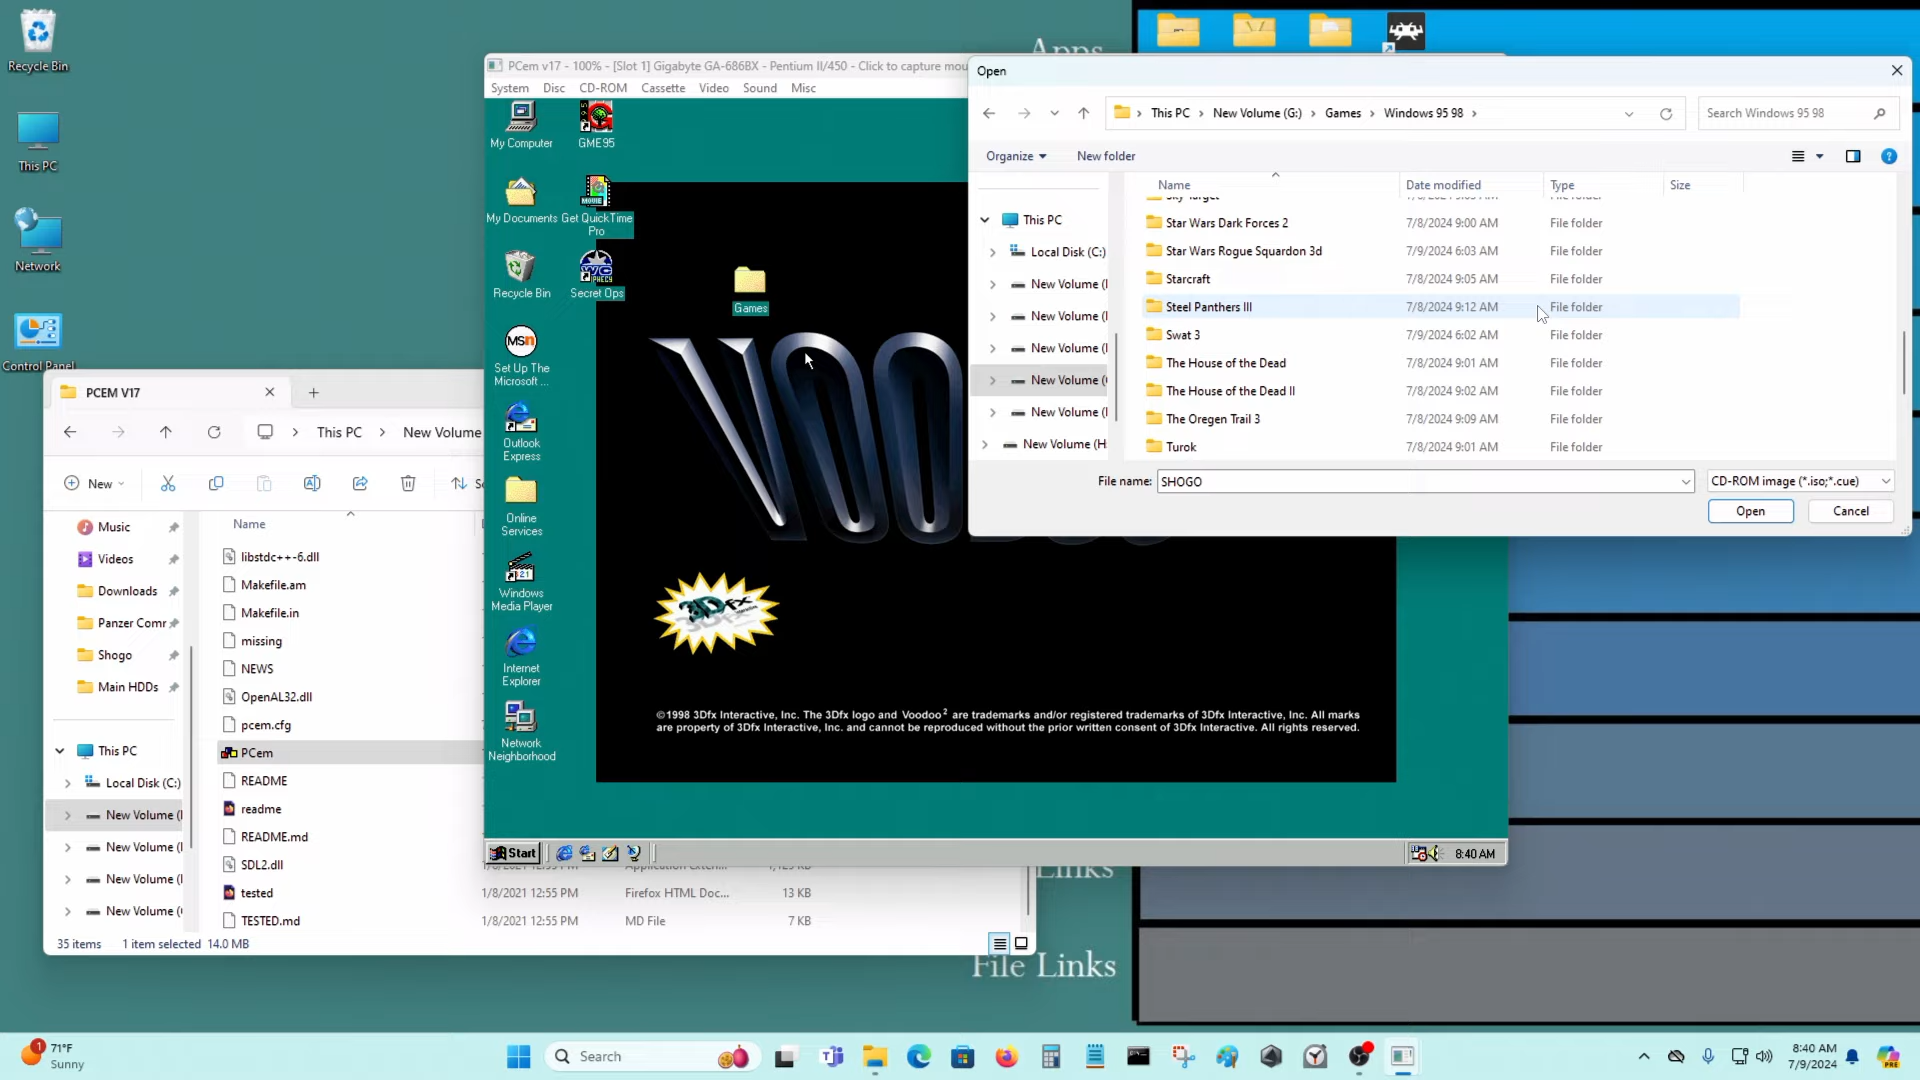 Recycle Bin
This PC
Network
Control Panel
Apps
Links
File Links
PCem v17 - 100% - [Slot 1] Gigabyte GA-686BX - Pentium II/450 - Click to capture mou
System Disc CD-ROM Cassette Video Sound Misc
My Computer
GME95
My Documents
Get QuickTime
Pro
Recycle Bin
Secret Ops
Games
MSN
Set Up The
Microsoft ...
Outlook
Express
Online
Services
Windows
Media Player
Internet
Explorer
Network
Neighborhood
3Dfx
©1998 3Dfx Interactive, Inc. The 3Dfx logo and Voodoo2 are trademarks and/or registered trademarks of 3Dfx Interactive, Inc. All marks
are property of 3Dfx Interactive, Inc. and cannot be reproduced without the prior written consent of 3Dfx Interactive. All rights reserved.
Start
8:40 AM
Open
This PC > New Volume (G:) > Games > Windows 95 98 >
Search Windows 95 98
Organize
New folder
Name Date modified Type Size
This PC
Local Disk (C:)
New Volume (
New Volume (
New Volume (
New Volume (
New Volume (
New Volume (H
Sky Target
Star Wars Dark Forces 2 7/8/2024 9:00 AM File folder
Star Wars Rogue Squardon 3d 7/9/2024 6:03 AM File folder
Starcraft 7/8/2024 9:05 AM File folder
Steel Panthers III 7/8/2024 9:12 AM File folder
Swat 3 7/9/2024 6:02 AM File folder
The House of the Dead 7/8/2024 9:01 AM File folder
The House of the Dead II 7/8/2024 9:02 AM File folder
The Oregen Trail 3 7/8/2024 9:09 AM File folder
Turok 7/8/2024 9:01 AM File folder
File name: SHOGO
CD-ROM image (*.iso;*.cue)
Open
Cancel
PCEM V17
This PC > New Volume
New
Music
Videos
Downloads
Panzer Comr
Shogo
Main HDDs
This PC
Local Disk (C:)
New Volume (
New Volume (
New Volume (
New Volume (
Name
libstdc++-6.dll
Makefile.am
Makefile.in
missing
NEWS
OpenAL32.dll
pcem.cfg
PCem
README
readme
README.md
SDL2.dll
tested 1/8/2021 12:55 PM Firefox HTML Doc... 13 KB
TESTED.md 1/8/2021 12:55 PM MD File 7 KB
35 items 1 item selected 14.0 MB
1
71°F
Sunny
Search
8:40 AM
7/9/2024
PRE